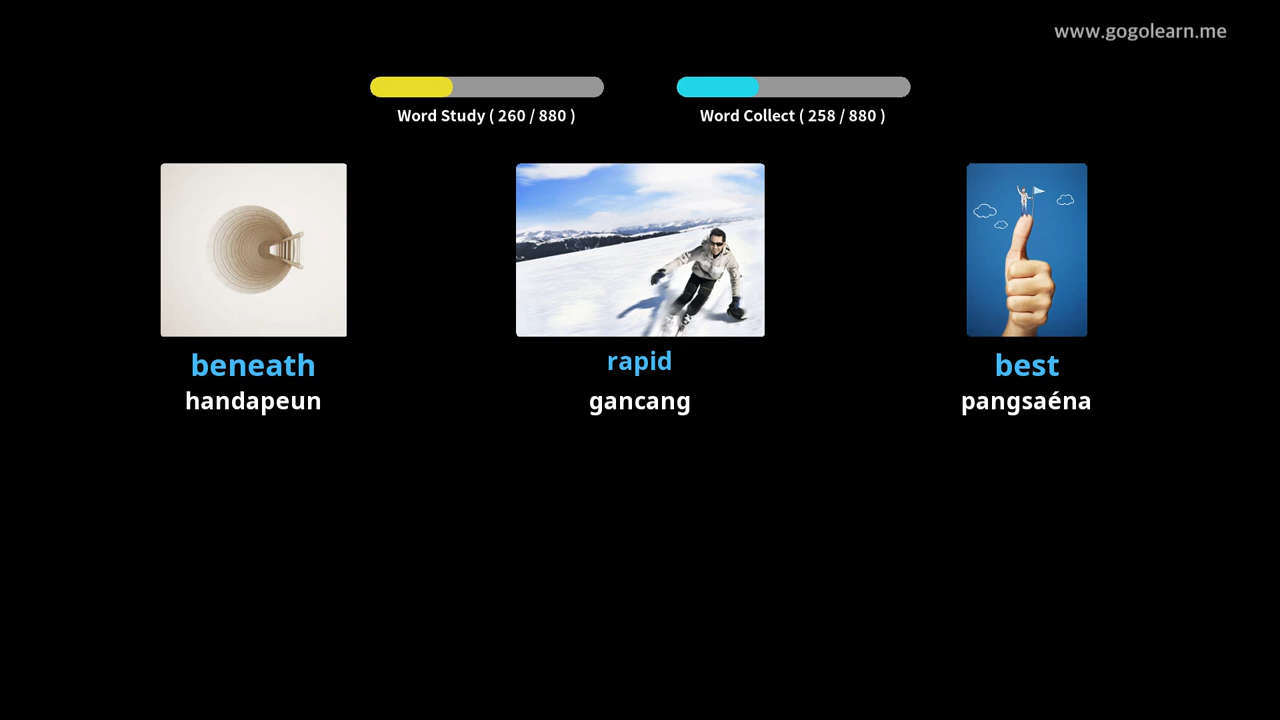 www.gogolearn.me
Word Study ( 260 / 880 )
Word Collect ( 258 / 880 )
beneath
handapeun
rapid
gancang
best
pangsaéna